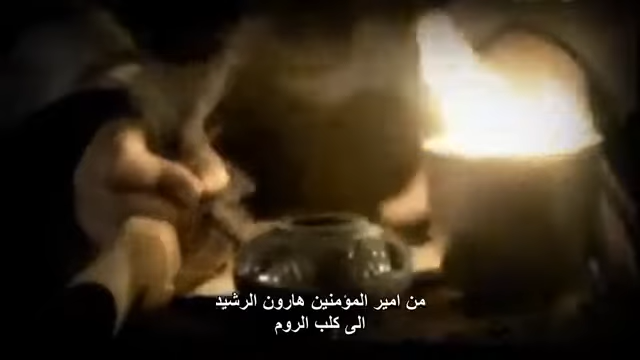 من امير المؤمنين هارون الرشيد
الى كلب الروم